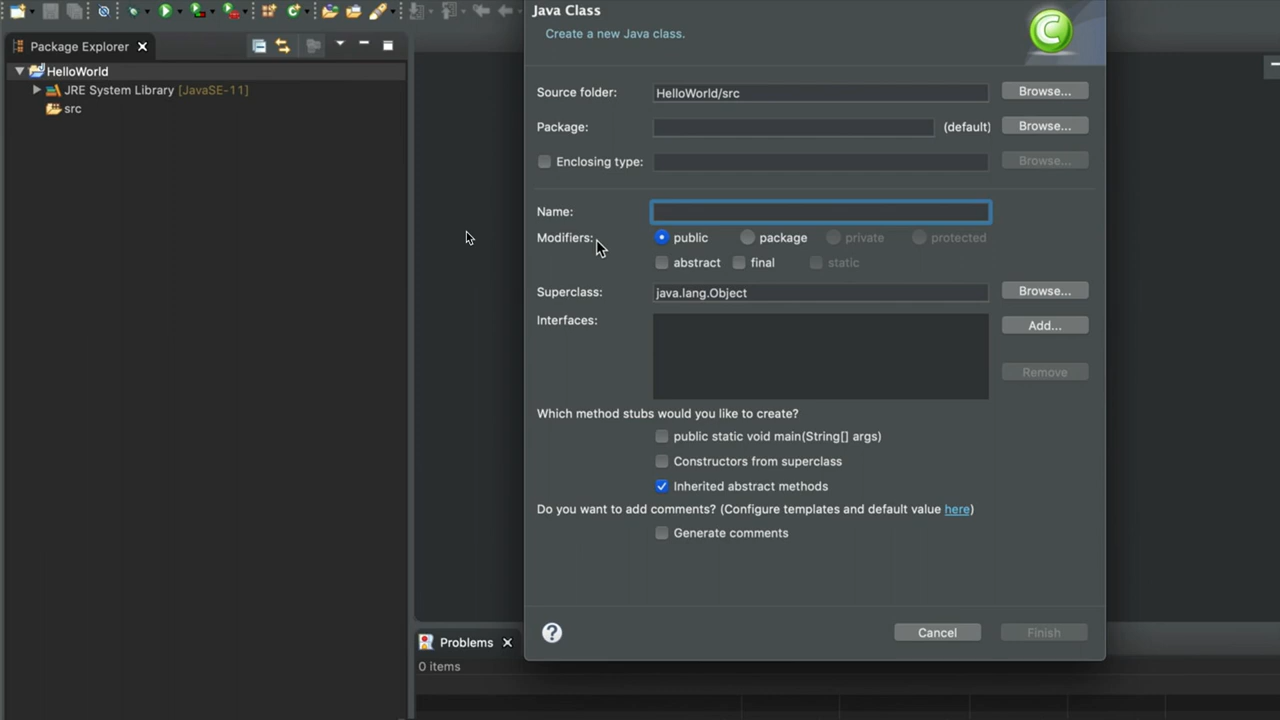 Package Explorer
HelloWorld
JRE System Library [JavaSE-11]
src
Java Class
Create a new Java class.
Source folder: HelloWorld/src Browse...
Package: (default) Browse...
Enclosing type: Browse...
Name:
Modifiers: public package private protected
abstract final static
Superclass: java.lang.Object Browse...
Interfaces: Add...
Remove
Which method stubs would you like to create?
public static void main(String[] args)
Constructors from superclass
Inherited abstract methods
Do you want to add comments? (Configure templates and default value here)
Generate comments
? Cancel Finish
Problems
0 items